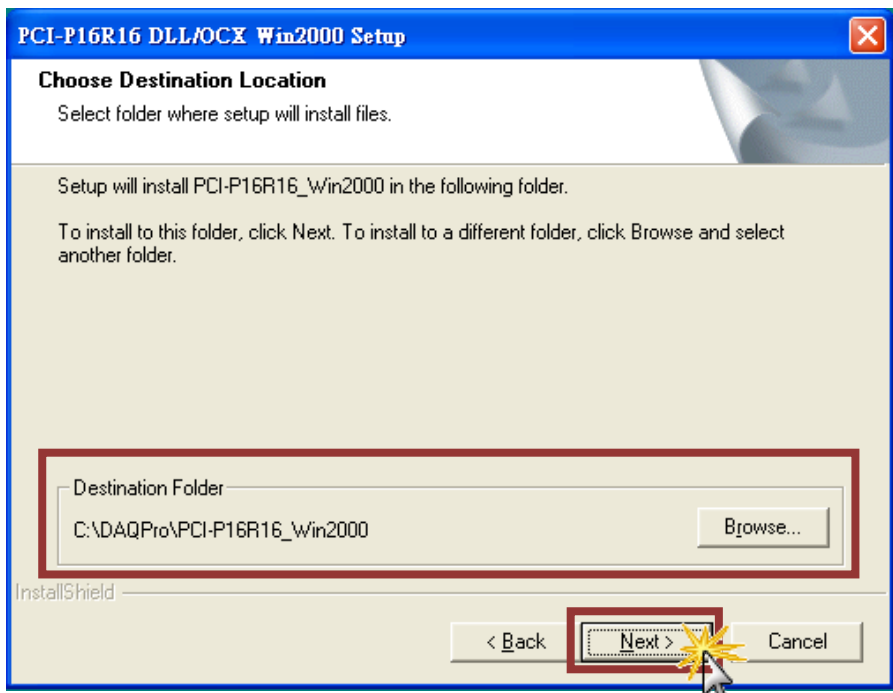 PCI-P16R16 DLL/OCX Win2000 Setup
Choose Destination Location
Select folder where setup will install files.
Setup will install PCI-P16R16_Win2000 in the following folder.
To install to this folder, click Next. To install to a different folder, click Browse and select
another folder.
Destination Folder
C:\DAQPro\PCI-P16R16_Win2000
Browse...
InstallShield
< Back
Next >
Cancel